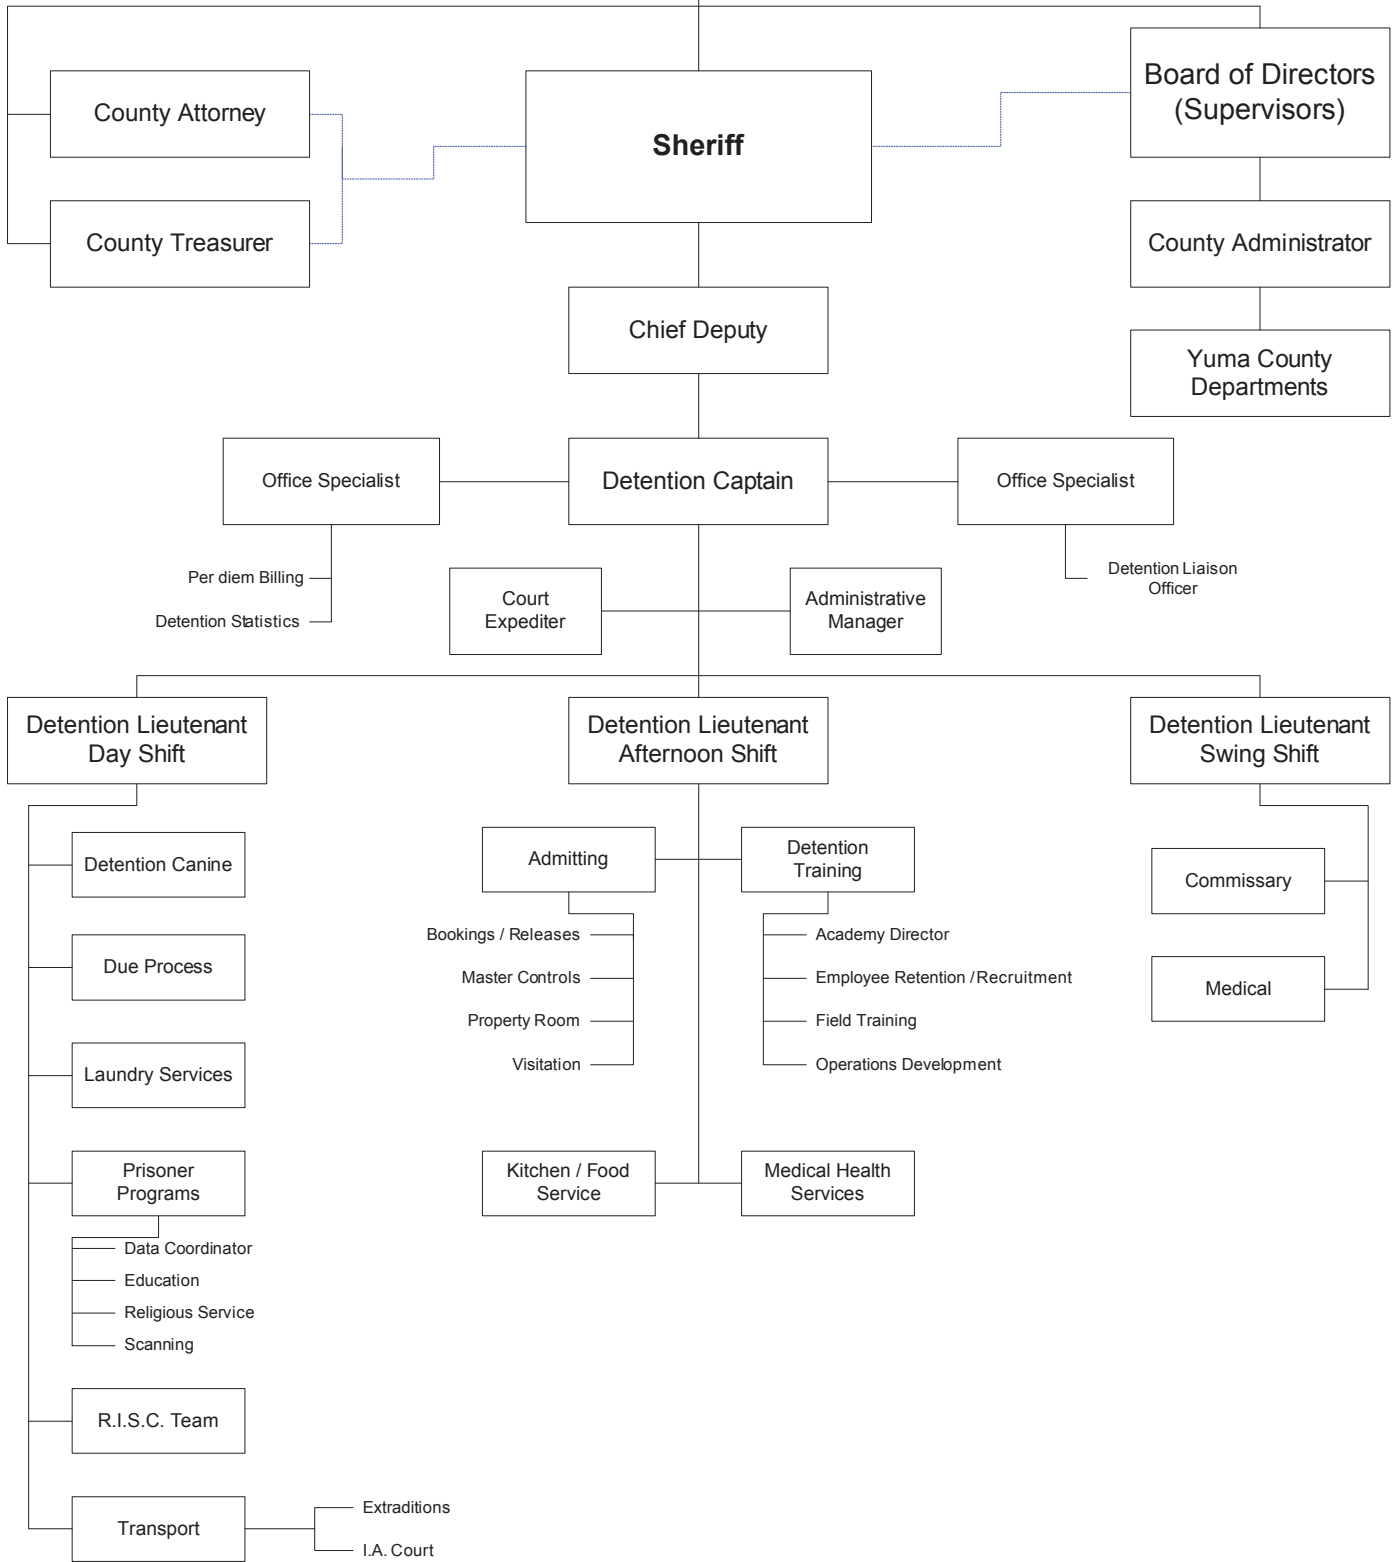 County Attorney
Sheriff
Board of Directors
(Supervisors)
County Treasurer
County Administrator
Chief Deputy
Yuma County
Departments
Office Specialist
Detention Captain
Office Specialist
Per diem Billing
Detention Statistics
Court
Expediter
Administrative
Manager
Detention Liaison
Officer
Detention Lieutenant
Day Shift
Detention Lieutenant
Afternoon Shift
Detention Lieutenant
Swing Shift
Detention Canine
Due Process
Laundry Services
Prisoner
Programs
Data Coordinator
Education
Religious Service
Scanning
R.I.S.C. Team
Transport
Extraditions
I.A. Court
Admitting
Bookings / Releases
Master Controls
Property Room
Visitation
Detention
Training
Academy Director
Employee Retention / Recruitment
Field Training
Operations Development
Kitchen / Food
Service
Medical Health
Services
Commissary
Medical